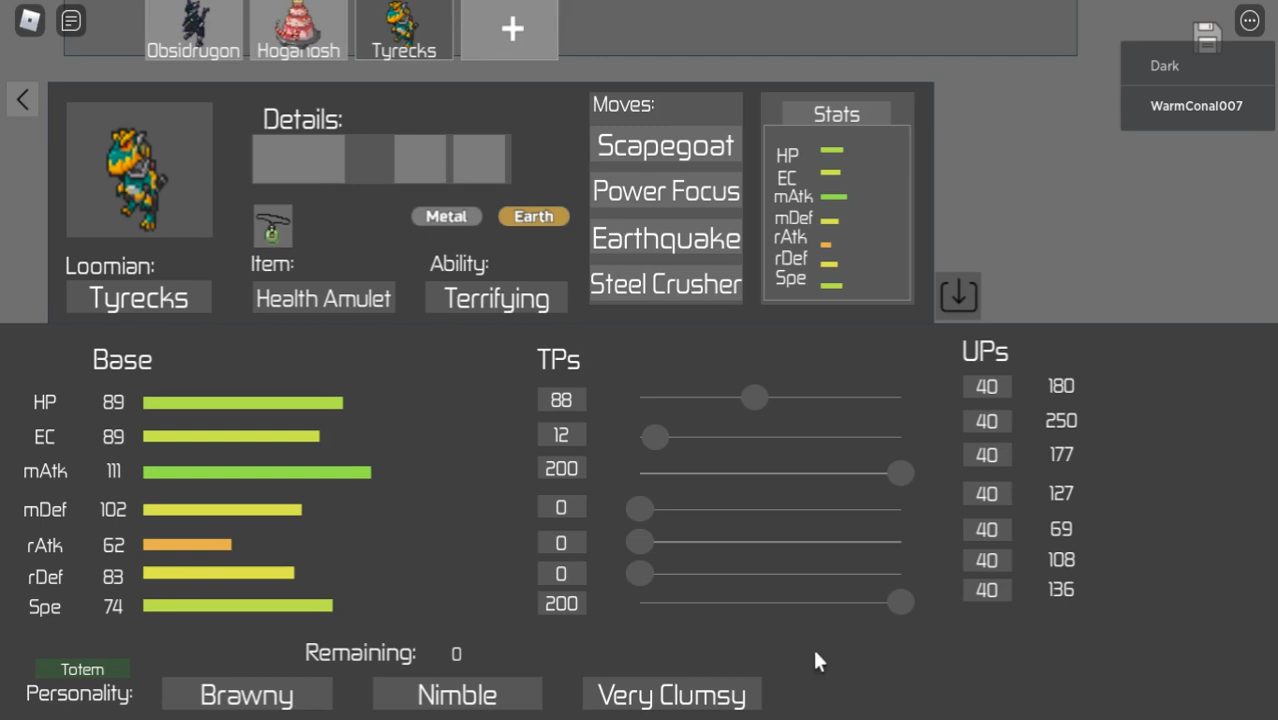 Obsidrugon Hoganosh Tyrecks +
Dark
WarmConal007
Details:
Moves:
Scapegoat
Power Focus
Earthquake
Steel Crusher
Stats
HP
EC
mAtk
mDef
rAtk
rDef
Spe
Metal Earth
Loomian:
Tyrecks
Item:
Health Amulet
Ability:
Terrifying
Base TPs UPs
HP 89 88 40 180
EC 89 12 40 250
mAtk 111 200 40 177
mDef 102 0 40 127
rAtk 62 0 40 69
rDef 83 0 40 108
Spe 74 200 40 136
Remaining: 0
Totem
Personality: Brawny Nimble Very Clumsy